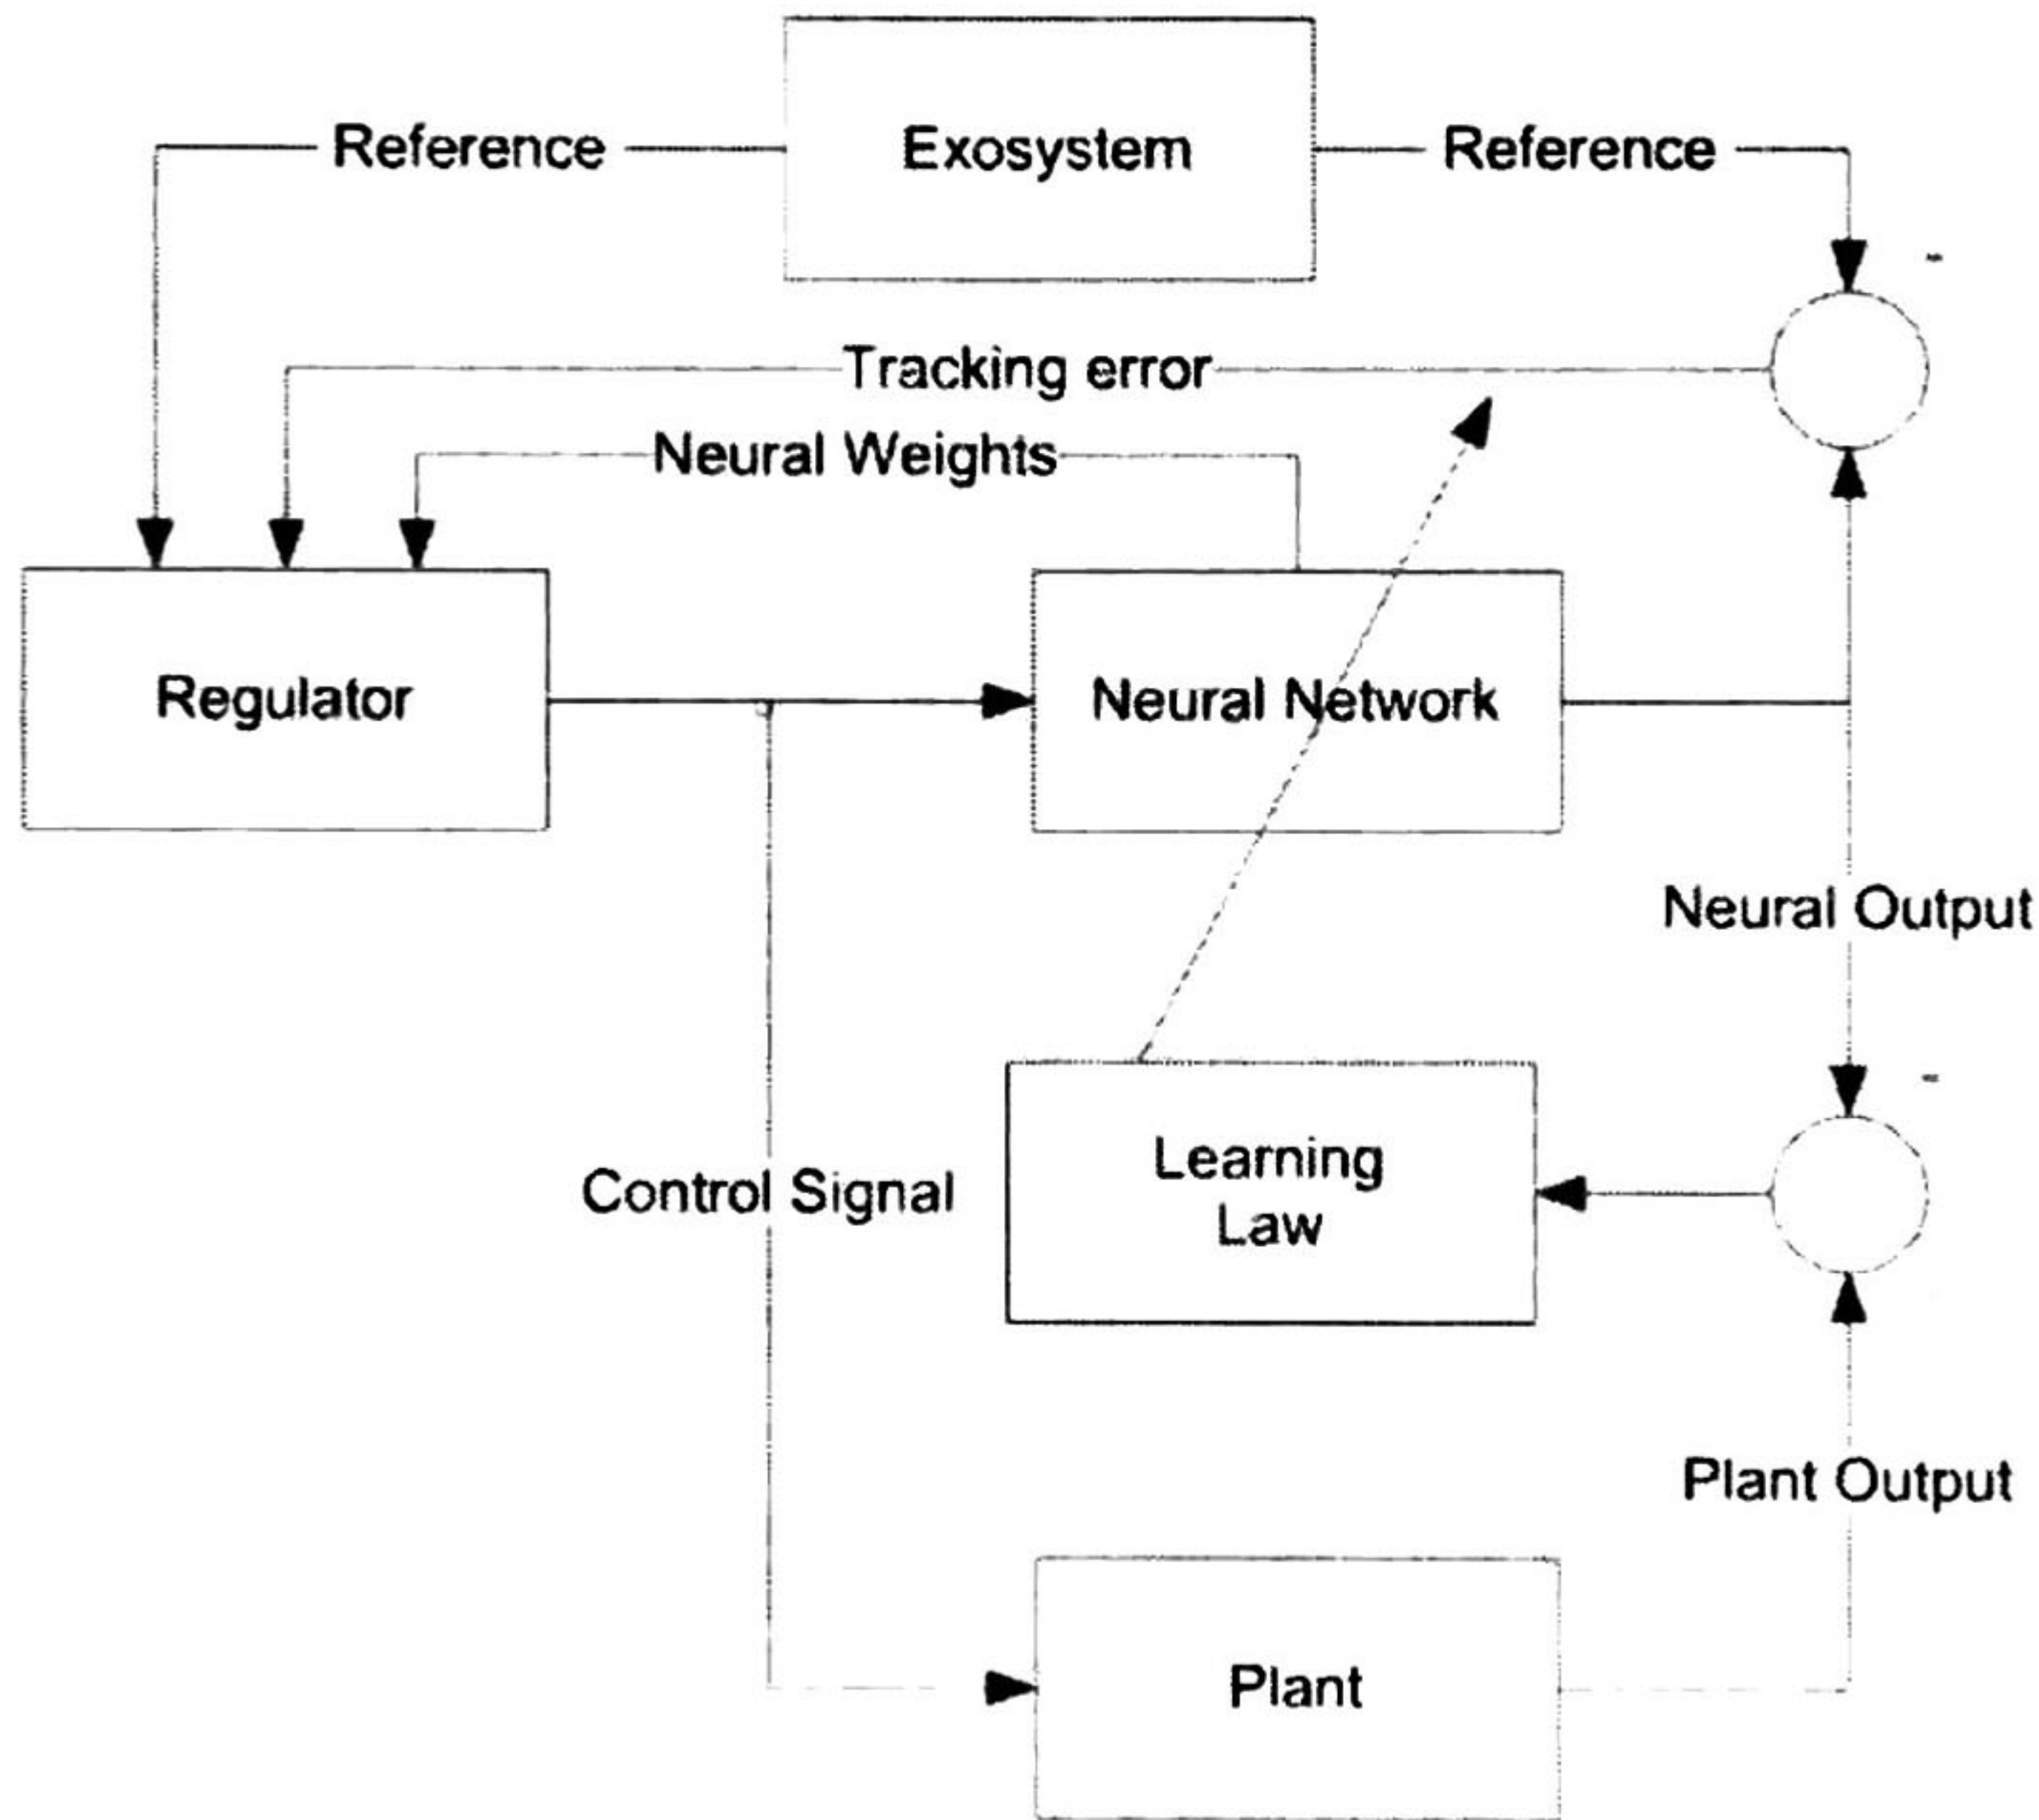 Reference
Exosystem
Reference
-
Tracking error
Neural Weights
Regulator
Neural Network
Neural Output
-
Learning
Law
Control Signal
Plant Output
Plant